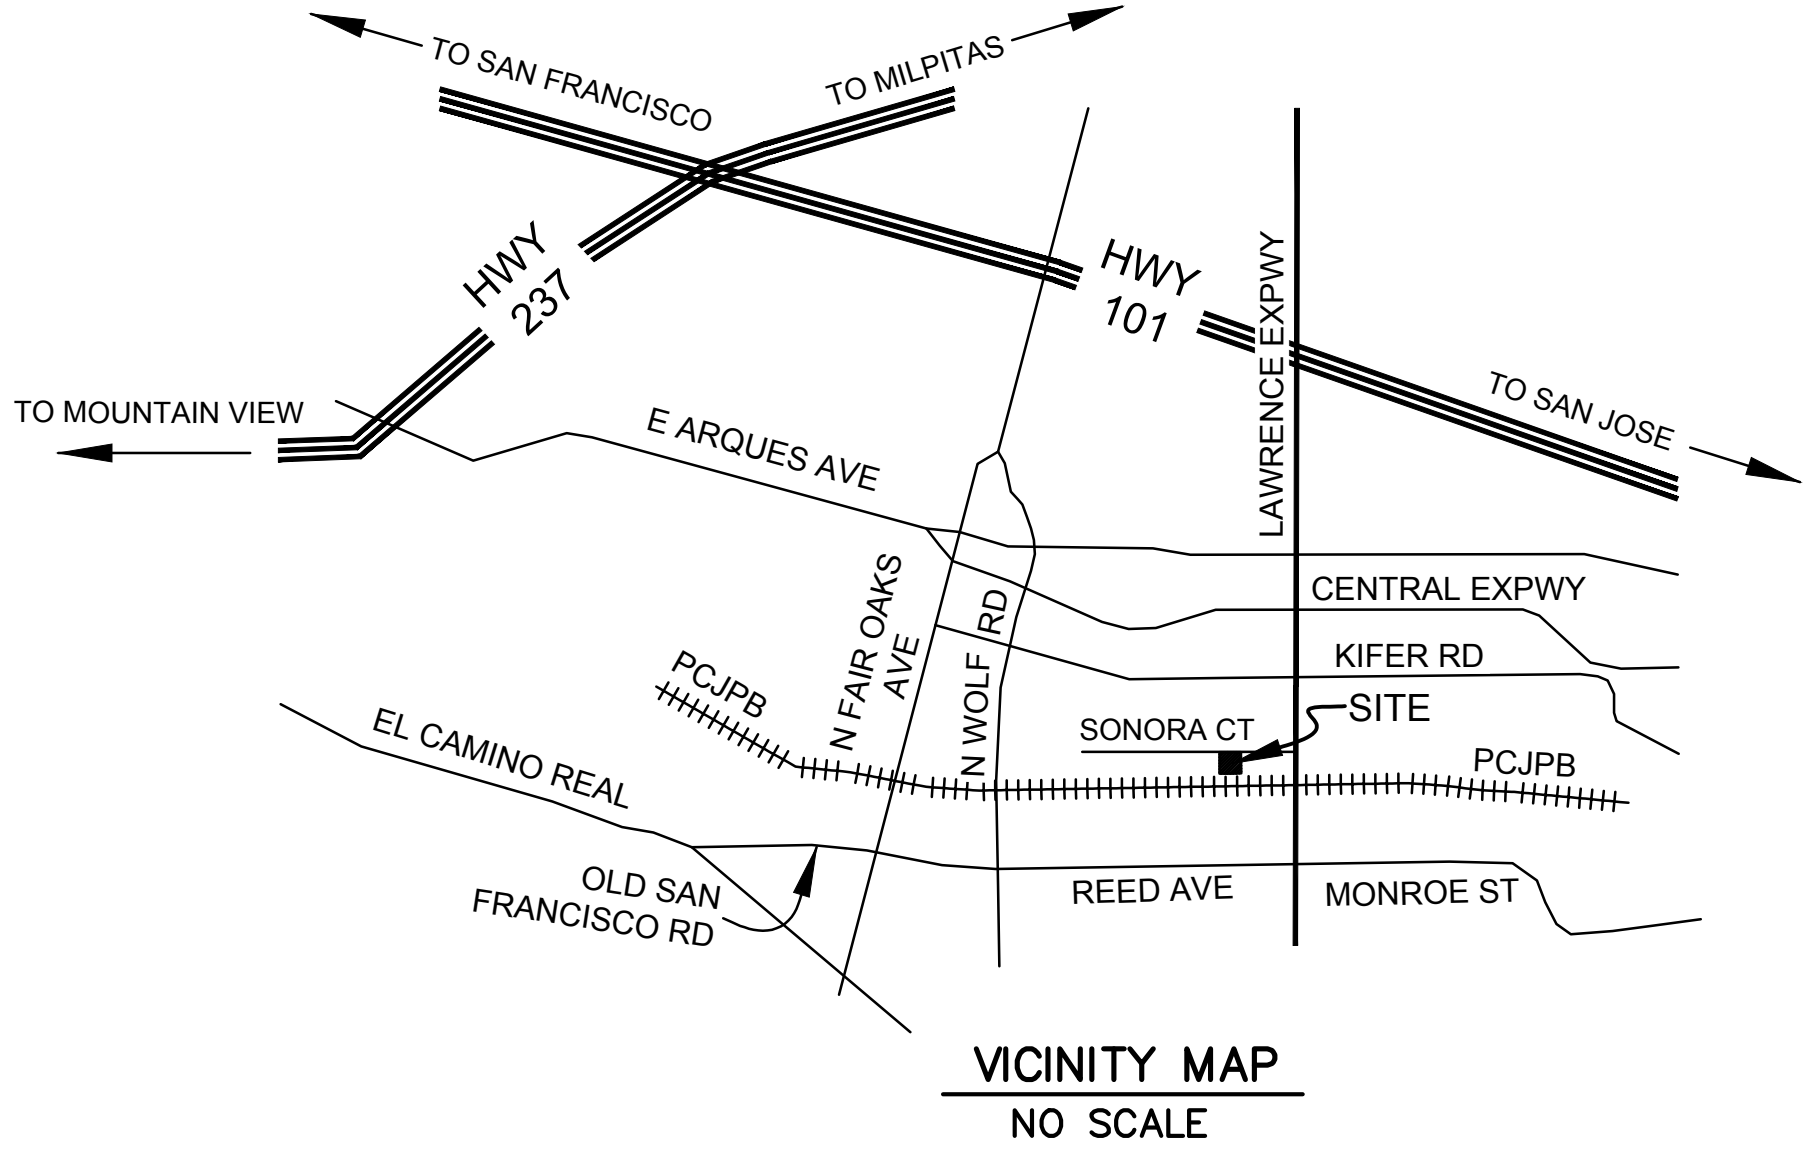 TO SAN FRANCISCO
TO MILPITAS
HWY
237
HWY
101
LAWRENCE EXPWY
TO MOUNTAIN VIEW
TO SAN JOSE
E ARQUES AVE
CENTRAL EXPWY
N FAIR OAKS
AVE
N WOLF RD
KIFER RD
PCJPB
SITE
SONORA CT
EL CAMINO REAL
PCJPB
OLD SAN
FRANCISCO RD
REED AVE
MONROE ST
VICINITY MAP
NO SCALE